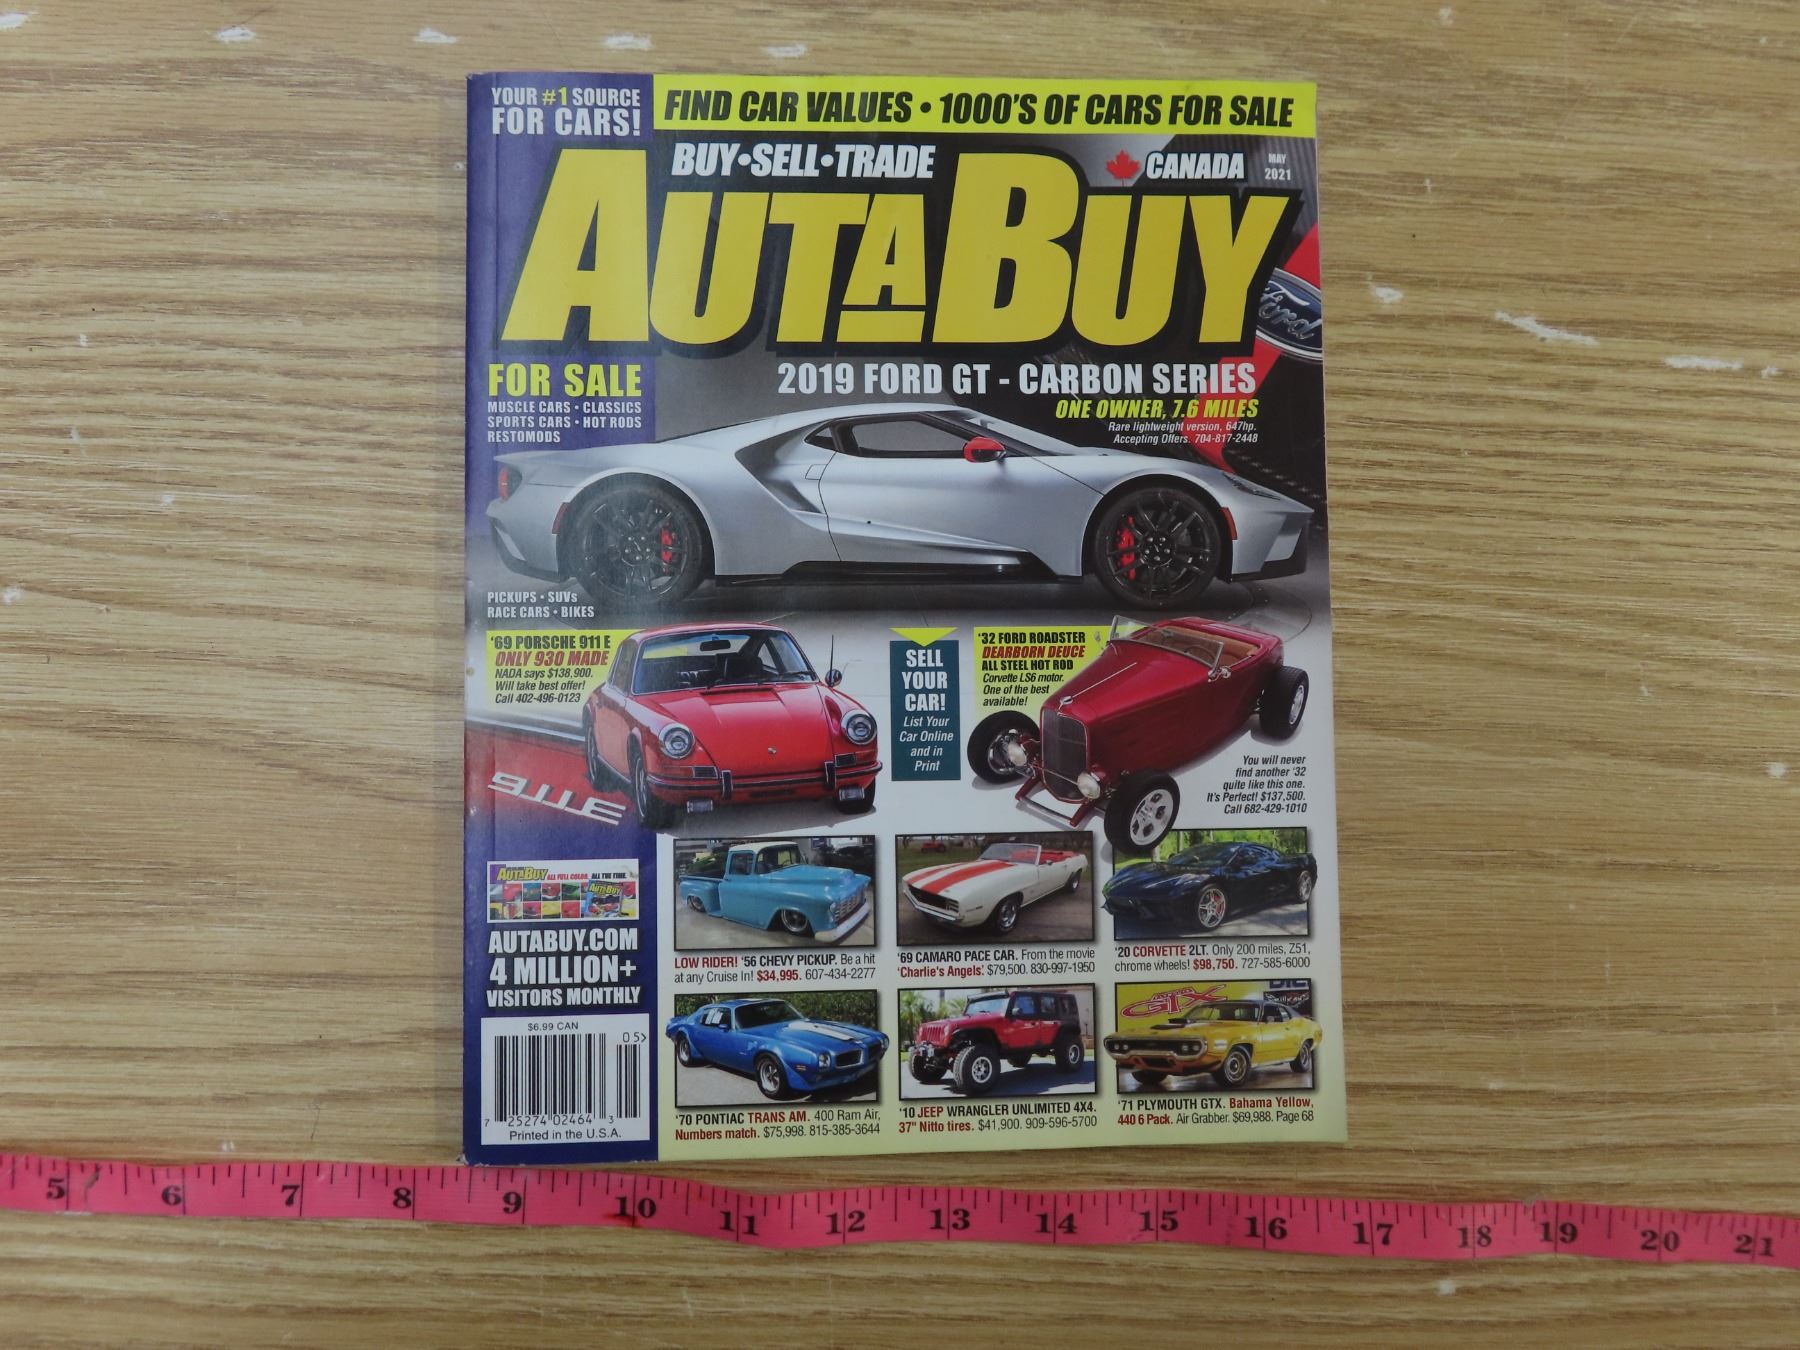 YOUR #1 SOURCE
FOR CARS!
FIND CAR VALUES • 1000'S OF CARS FOR SALE
BUY•SELL•TRADE
CANADA
MAY
2021
AUTABUY
Ford
FOR SALE
MUSCLE CARS • CLASSICS
SPORTS CARS • HOT RODS
RESTOMODS
2019 FORD GT - CARBON SERIES
ONE OWNER, 7.6 MILES
Rare lightweight version, 647hp.
Accepting Offers. 704-817-2448
PICKUPS • SUVs
RACE CARS • BIKES
'69 PORSCHE 911 E
ONLY 930 MADE
NADA says $138,900.
Will take best offer!
Call 402-496-0123
911E
SELL
YOUR
CAR!
List Your
Car Online
and in
Print
'32 FORD ROADSTER
DEARBORN DEUCE
ALL STEEL HOT ROD
Corvette LS6 motor.
One of the best
available!
You will never
find another '32
quite like this one.
It's Perfect! $137,500.
Call 682-429-1010
AUTABUY ALL FULL COLOR. ALL THE TIME.
AUTABUY
AUTABUY.COM
4 MILLION+
VISITORS MONTHLY
LOW RIDER! '56 CHEVY PICKUP. Be a hit
at any Cruise In! $34,995. 607-434-2277
'69 CAMARO PACE CAR. From the movie
'Charlie's Angels'. $79,500. 830-997-1950
'20 CORVETTE 2LT. Only 200 miles, Z51,
chrome wheels! $98,750. 727-585-6000
GTX
'70 PONTIAC TRANS AM. 400 Ram Air,
Numbers match. $75,998. 815-385-3644
'10 JEEP WRANGLER UNLIMITED 4X4.
37" Nitto tires. $41,900. 909-596-5700
'71 PLYMOUTH GTX. Bahama Yellow,
440 6 Pack. Air Grabber. $69,988. Page 68
$6.99 CAN
05>
7 25274 02464 3
Printed in the U.S.A.
5 6 7 8 9 10 11 12 13 14 15 16 17 18 19 20 21